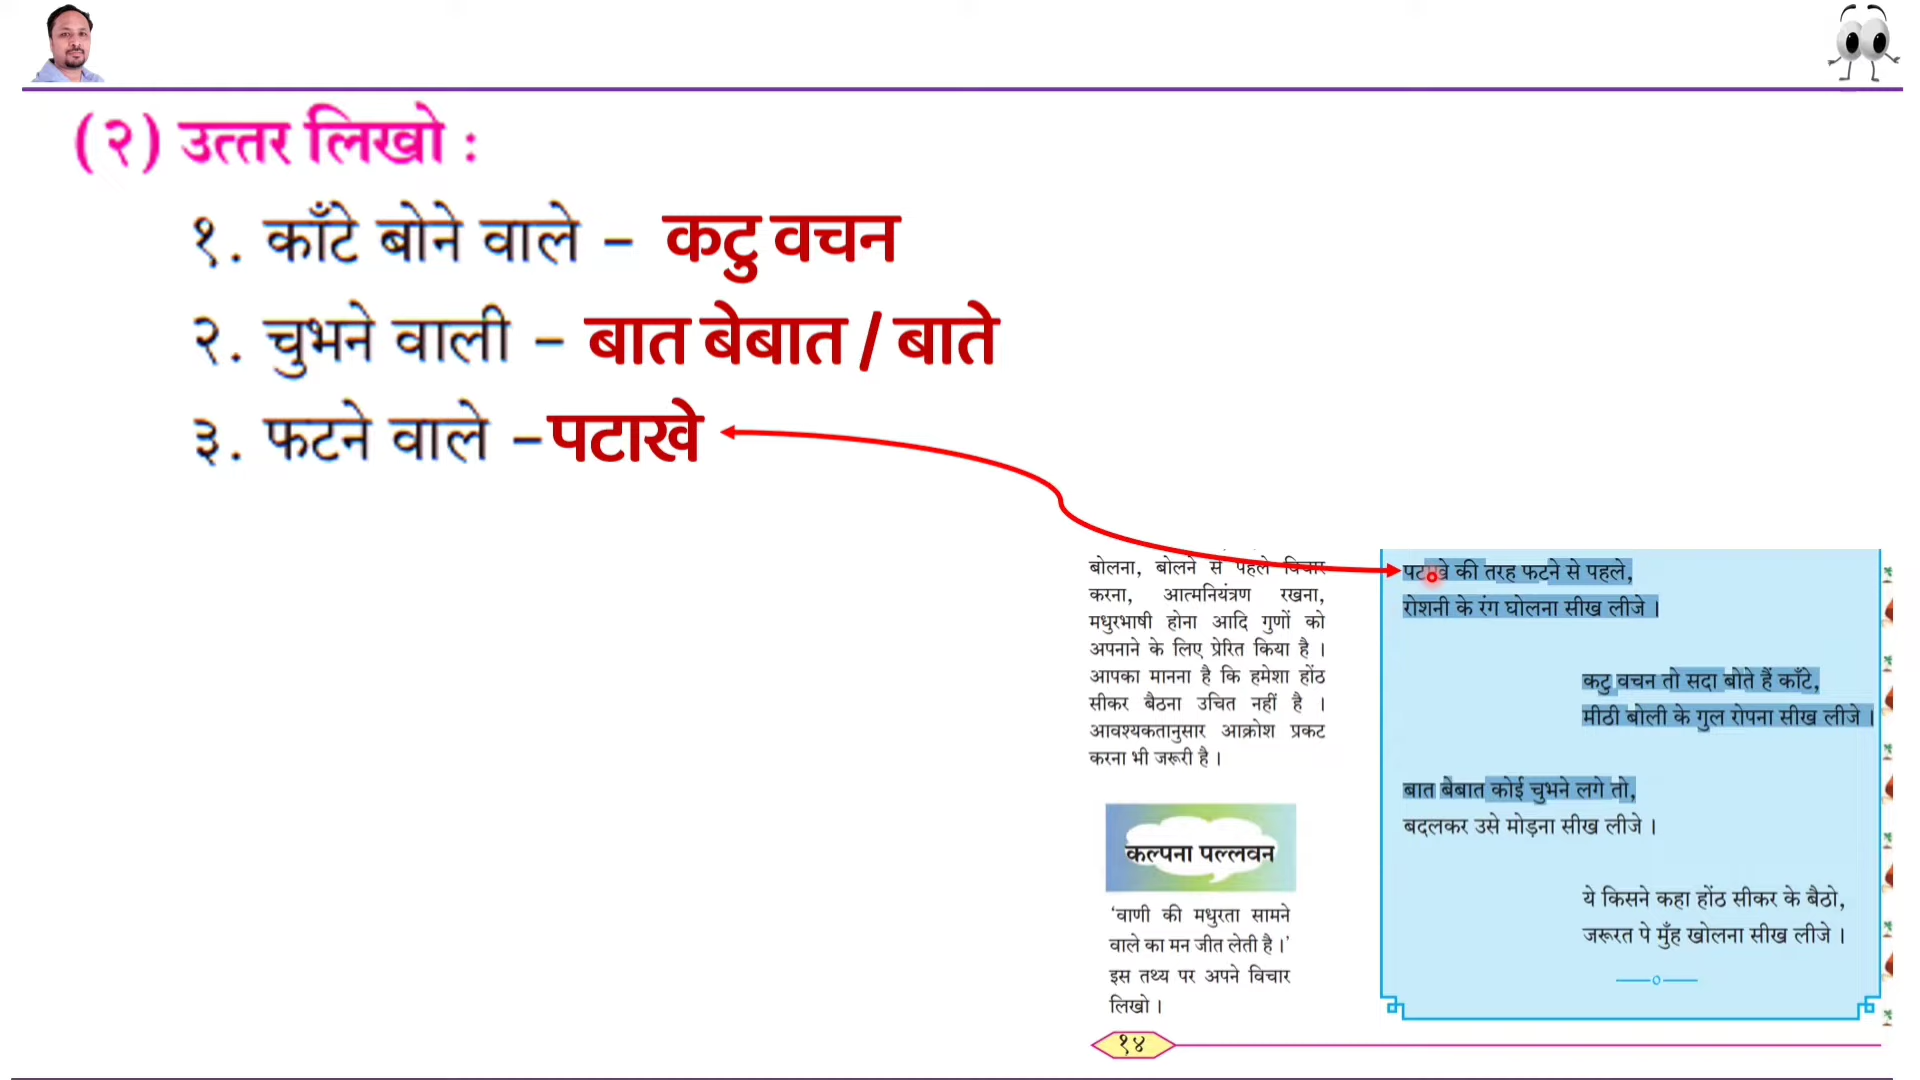 (२) उत्तर लिखो :
१. काँटे बोने वाले – कटु वचन
२. चुभने वाली – बात बेबात / बाते
३. फटने वाले – पटाखे
बोलना, बोलने से पहले विचार
करना, आत्मनियंत्रण रखना,
मधुरभाषी होना आदि गुणों को
अपनाने के लिए प्रेरित किया है ।
आपका मानना है कि हमेशा होंठ
सीकर बैठना उचित नहीं है ।
आवश्यकतानुसार आक्रोश प्रकट
करना भी जरूरी है ।
कल्पना पल्लवन
‘वाणी की मधुरता सामने
वाले का मन जीत लेती है ।’
इस तथ्य पर अपने विचार
लिखो ।
१४
पटाखे की तरह फटने से पहले,
रोशनी के रंग घोलना सीख लीजे ।
कटु वचन तो सदा बोते हैं काँटे,
मीठी बोली के गुल रोपना सीख लीजे ।
बात बेबात कोई चुभने लगे तो,
बदलकर उसे मोड़ना सीख लीजे ।
ये किसने कहा होंठ सीकर के बैठो,
जरूरत पे मुँह खोलना सीख लीजे ।